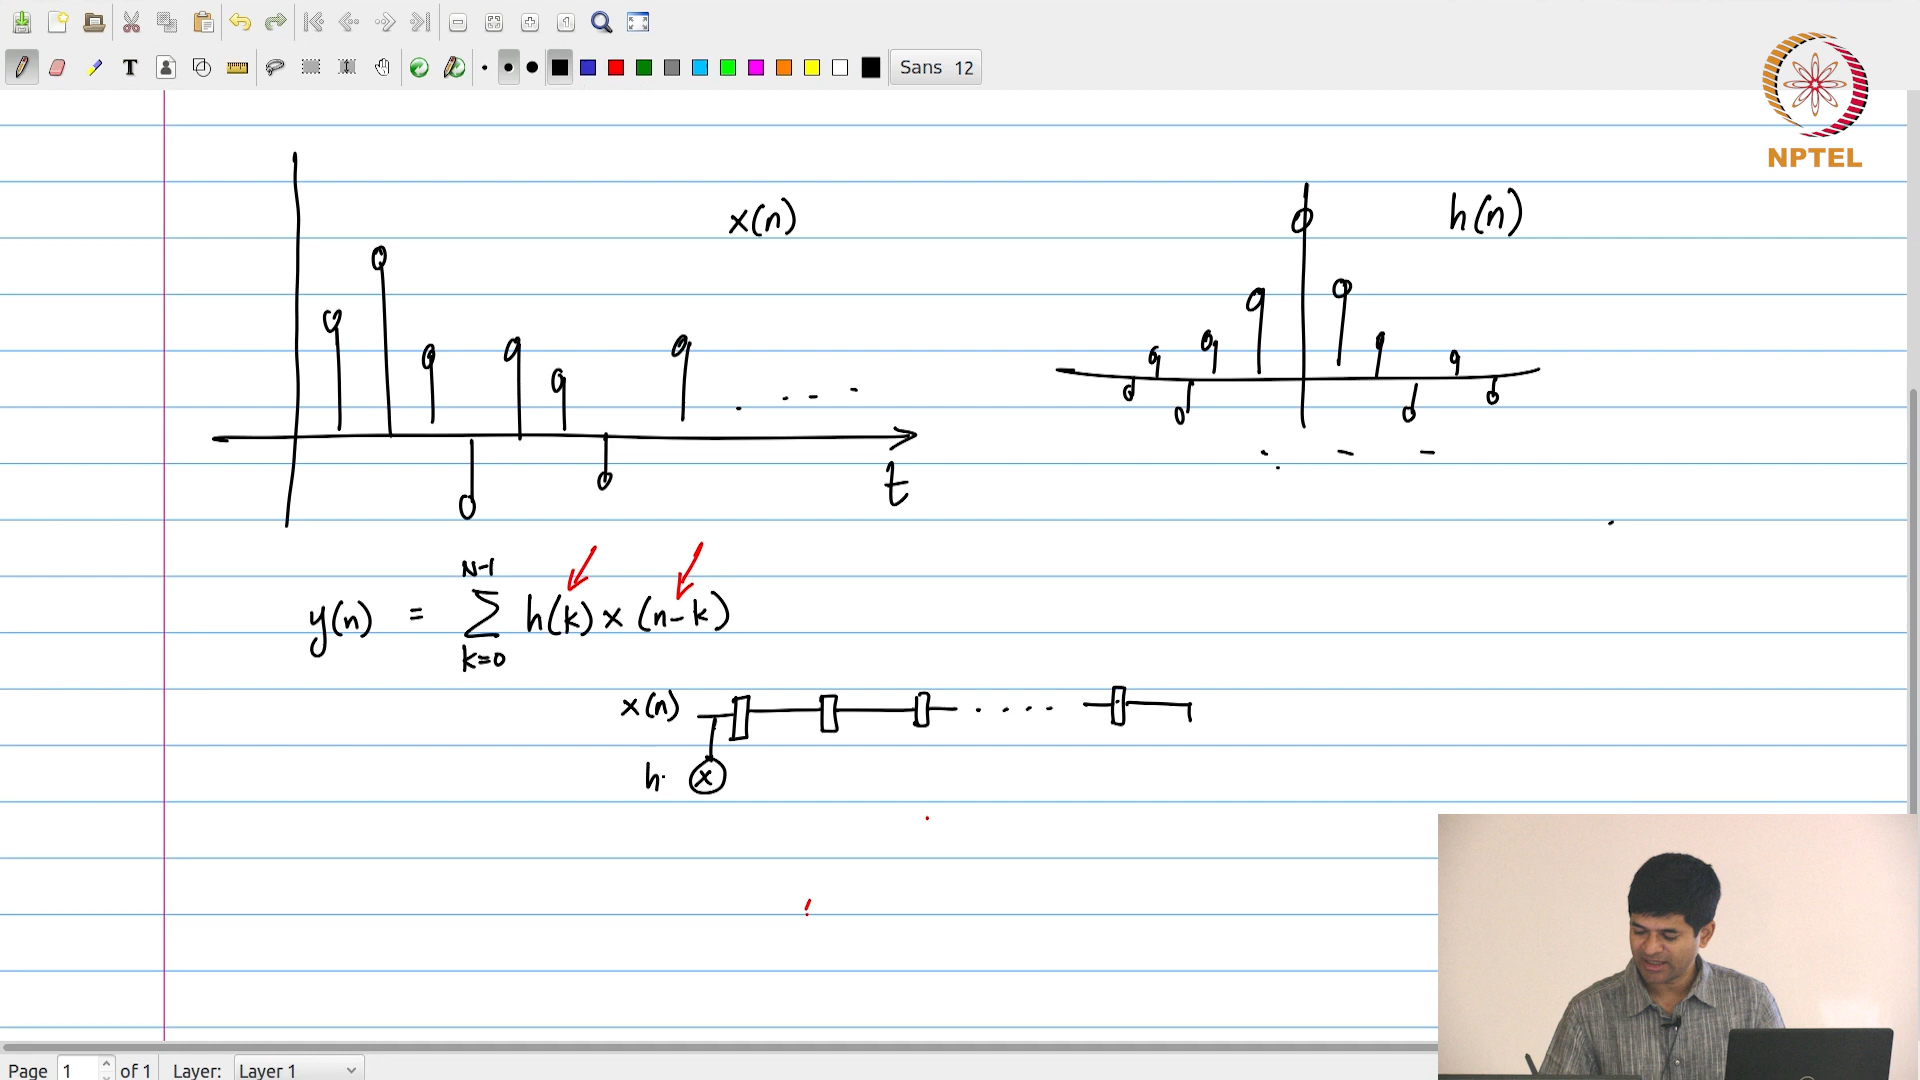 Sans 12
NPTEL
x(n)
h(n)
t
N-1
y(n) = ∑ h(k) x (n-k)
k=0
x(n)
h.
x
Page 1 of 1 Layer: Layer 1